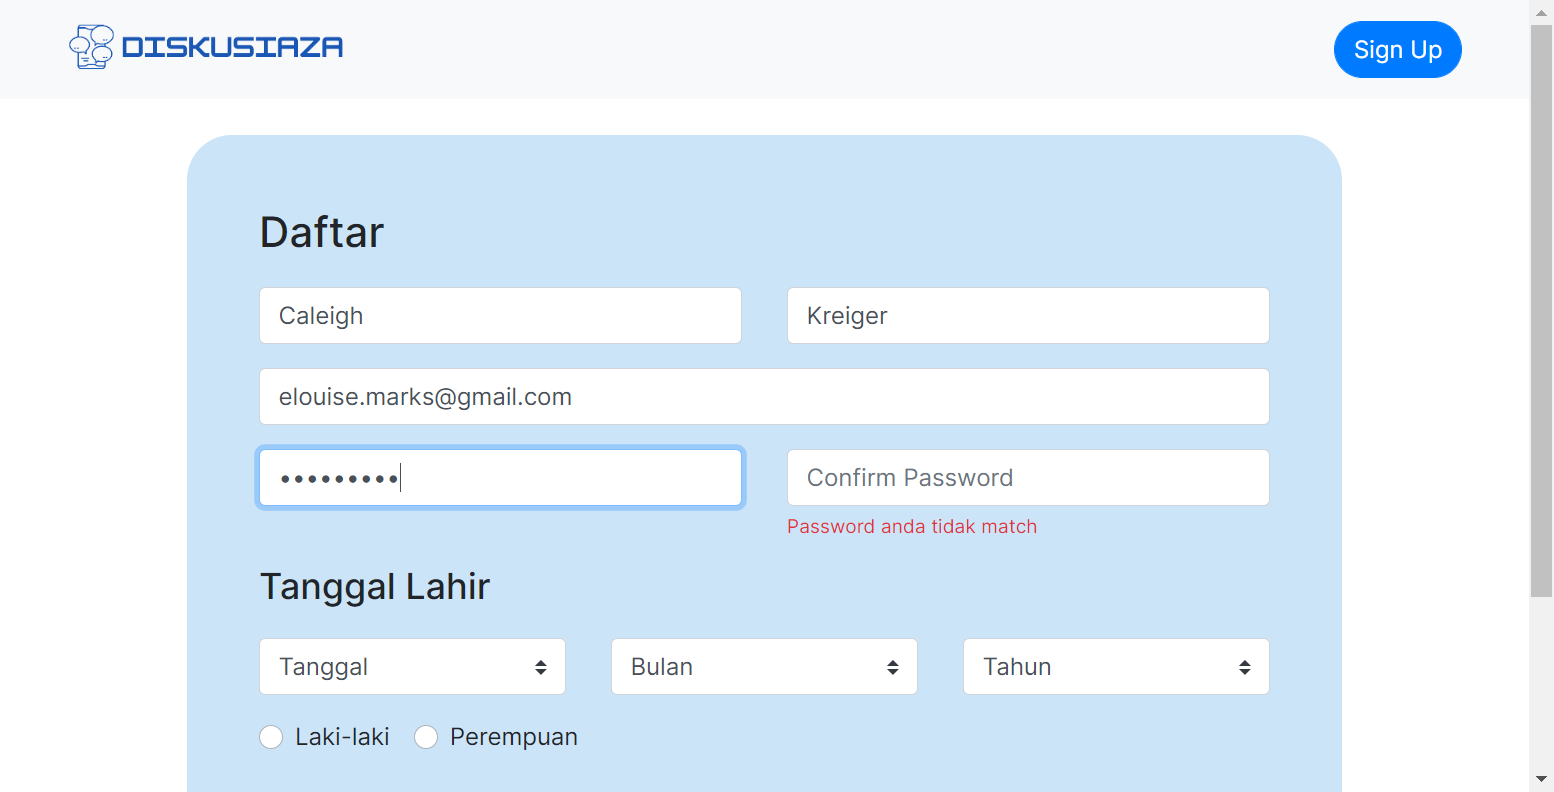 DISKUSIAZA
Sign Up
Daftar
Caleigh
Kreiger
elouise.marks@gmail.com
•••••••••
Confirm Password
Password anda tidak match
Tanggal Lahir
Tanggal
Bulan
Tahun
Laki-laki
Perempuan